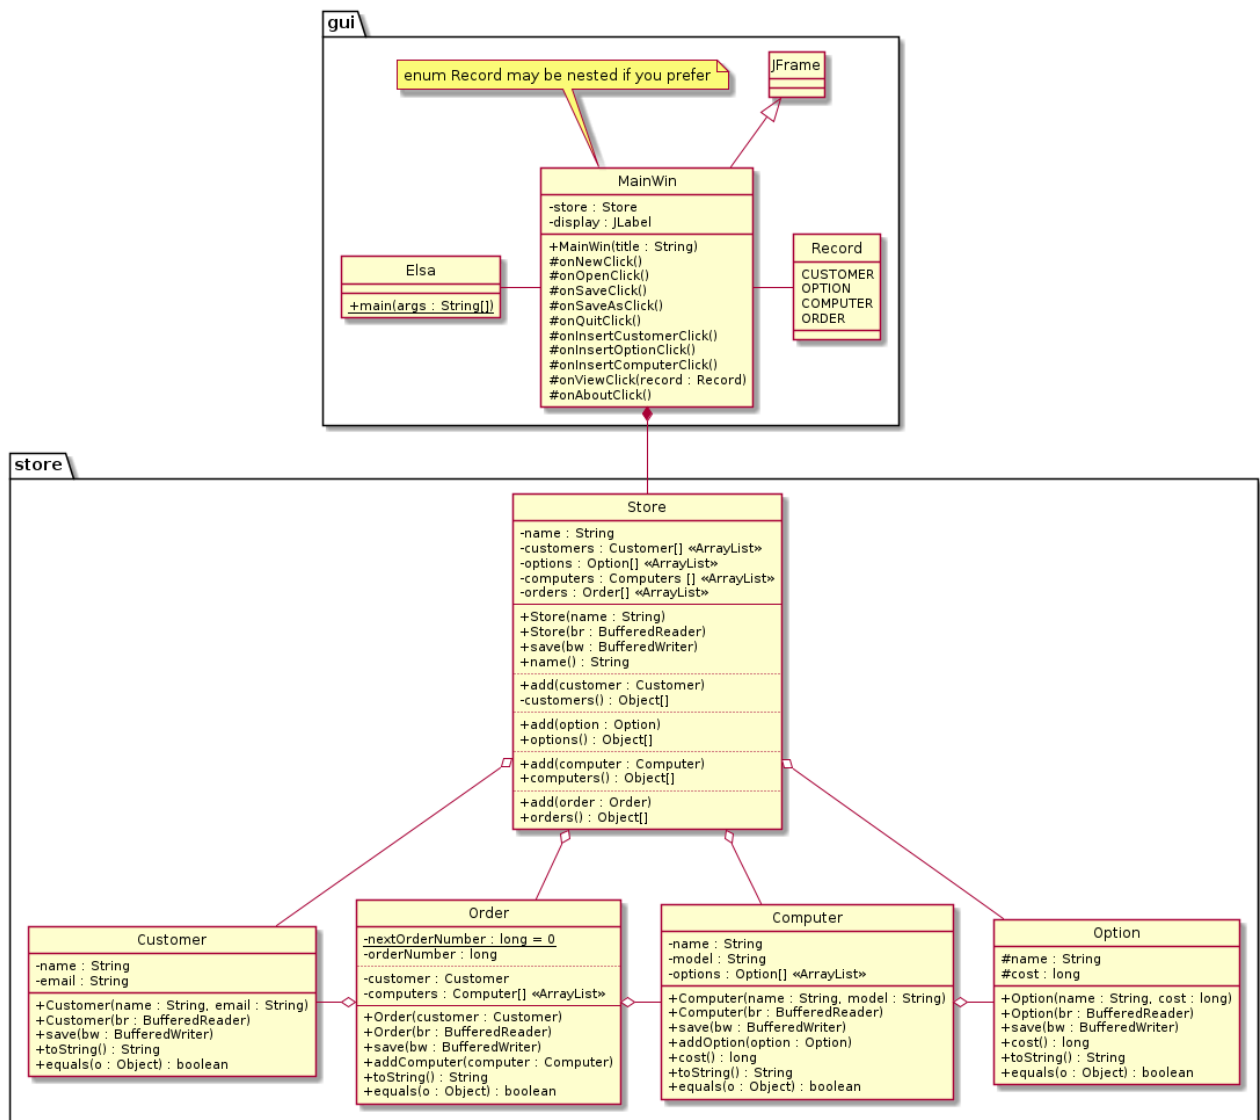 gui
enum Record may be nested if you prefer
JFrame
MainWin
-store : Store
-display : JLabel
+MainWin(title : String)
#onNewClick()
#onOpenClick()
#onSaveClick()
#onSaveAsClick()
#onQuitClick()
#onInsertCustomerClick()
#onInsertOptionClick()
#onInsertComputerClick()
#onViewClick(record : Record)
#onAboutClick()
Elsa
+main(args : String[])
Record
CUSTOMER
OPTION
COMPUTER
ORDER
store
Store
-name : String
-customers : Customer[] «ArrayList»
-options : Option[] «ArrayList»
-computers : Computers [] «ArrayList»
-orders : Order[] «ArrayList»
+Store(name : String)
+Store(br : BufferedReader)
+save(bw : BufferedWriter)
+name() : String
+add(customer : Customer)
-customers() : Object[]
+add(option : Option)
+options() : Object[]
+add(computer : Computer)
+computers() : Object[]
+add(order : Order)
+orders() : Object[]
Customer
-name : String
-email : String
+Customer(name : String, email : String)
+Customer(br : BufferedReader)
+save(bw : BufferedWriter)
+toString() : String
+equals(o : Object) : boolean
Order
-nextOrderNumber : long = 0
-orderNumber : long
-customer : Customer
-computers : Computer[] «ArrayList»
+Order(customer : Customer)
+Order(br : BufferedReader)
+save(bw : BufferedWriter)
+addComputer(computer : Computer)
+toString() : String
+equals(o : Object) : boolean
Computer
-name : String
-model : String
-options : Option[] «ArrayList»
+Computer(name : String, model : String)
+Computer(br : BufferedReader)
+save(bw : BufferedWriter)
+addOption(option : Option)
+cost() : long
+toString() : String
+equals(o : Object) : boolean
Option
#name : String
#cost : long
+Option(name : String, cost : long)
+Option(br : BufferedReader)
+save(bw : BufferedWriter)
+cost() : long
+toString() : String
+equals(o : Object) : boolean